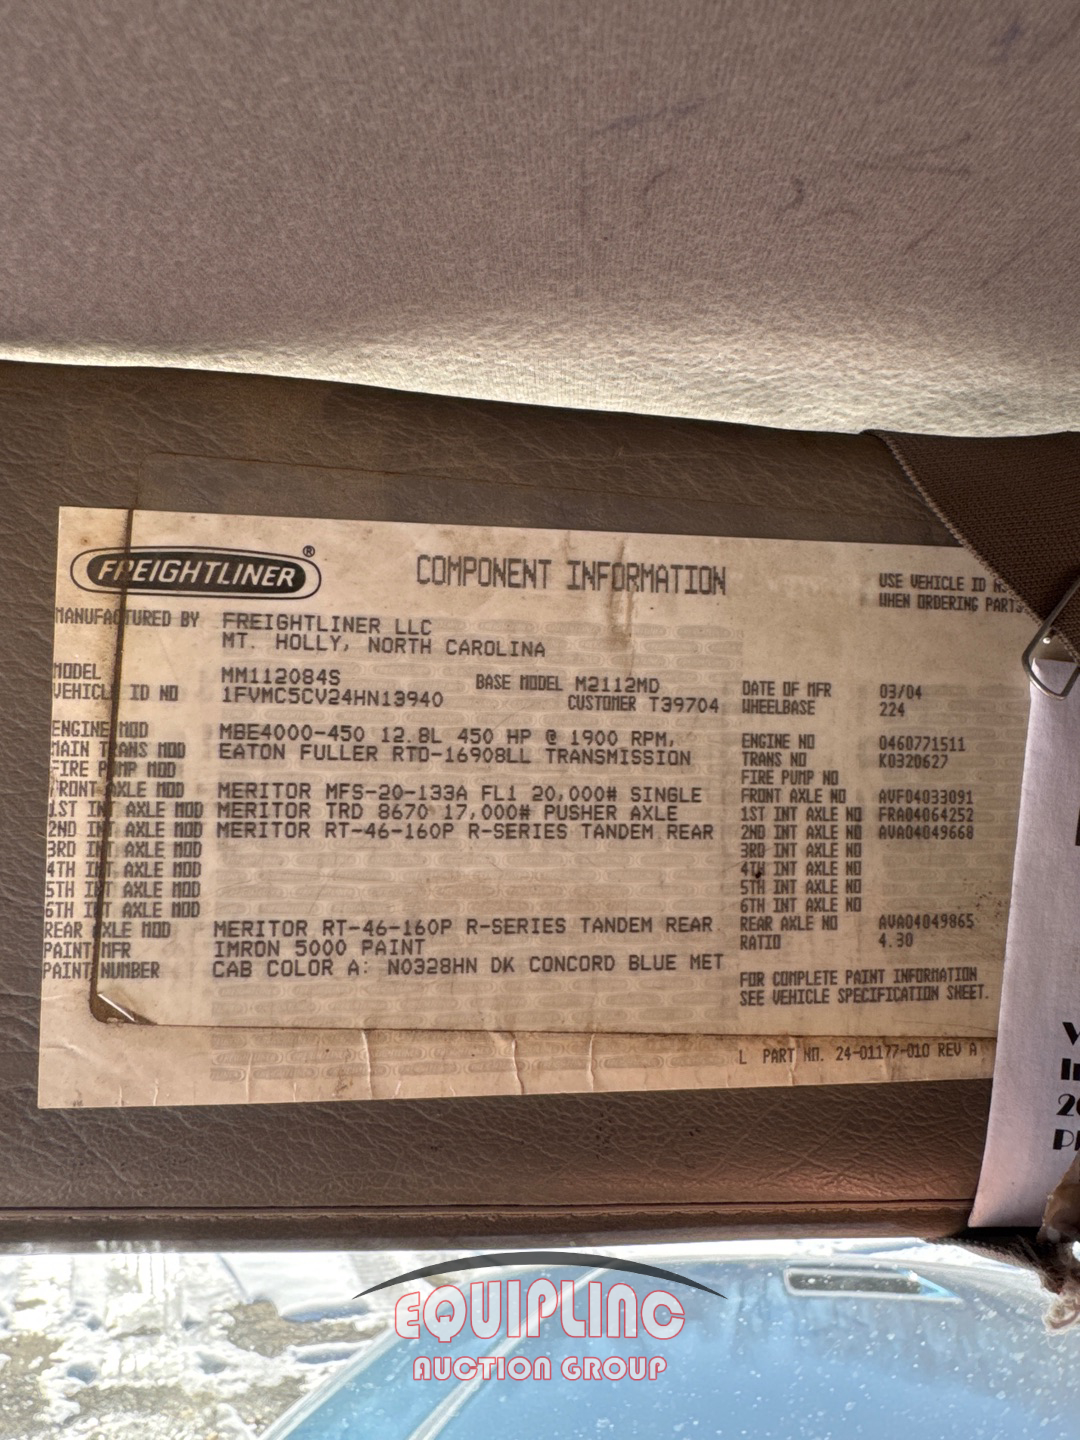 FREIGHTLINER ®
COMPONENT INFORMATION
USE VEHICLE ID
WHEN ORDERING PARTS
MANUFACTURED BY FREIGHTLINER LLC
MT. HOLLY, NORTH CAROLINA
MODEL MM112084S BASE MODEL M2112MD DATE OF MFR 03/04
VEHICLE ID NO 1FVMC5CV24HN13940 CUSTOMER T39704 WHEELBASE 224
ENGINE MOD MBE4000-450 12.8L 450 HP @ 1900 RPM, ENGINE NO 0460771511
MAIN TRANS MOD EATON FULLER RTO-16908LL TRANSMISSION TRANS NO K0320627
FIRE PUMP MOD FIRE PUMP NO
FRONT AXLE MOD MERITOR MFS-20-133A FL1 20,000# SINGLE FRONT AXLE NO AVF04033091
1ST INT AXLE MOD MERITOR TRD 8670 17,000# PUSHER AXLE 1ST INT AXLE NO FRA04064252
2ND INT AXLE MOD MERITOR RT-46-160P R-SERIES TANDEM REAR 2ND INT AXLE NO AVA04049668
3RD INT AXLE MOD 3RD INT AXLE NO
4TH INT AXLE MOD 4TH INT AXLE NO
5TH INT AXLE MOD 5TH INT AXLE NO
6TH INT AXLE MOD 6TH INT AXLE NO
REAR AXLE MOD MERITOR RT-46-160P R-SERIES TANDEM REAR REAR AXLE NO AVA04049865
PAINT MFR IMRON 5000 PAINT RATIO 4.30
PAINT NUMBER CAB COLOR A: N0328HN DK CONCORD BLUE MET
FOR COMPLETE PAINT INFORMATION
SEE VEHICLE SPECIFICATION SHEET.
L PART NO. 24-01177-010 REV A
EQUIPLINC
AUCTION GROUP